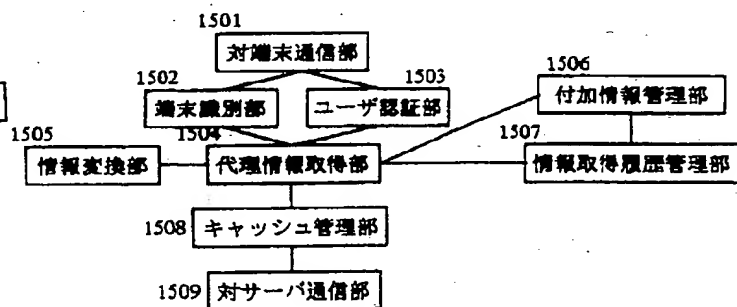 1501
対端末通信部
1502
端末識別部
1503
ユーザ認証部
1504
代理情報取得部
1505
情報変換部
1506
付加情報管理部
1507
情報取得履歴管理部
1508
キャッシュ管理部
1509
対サーバ通信部